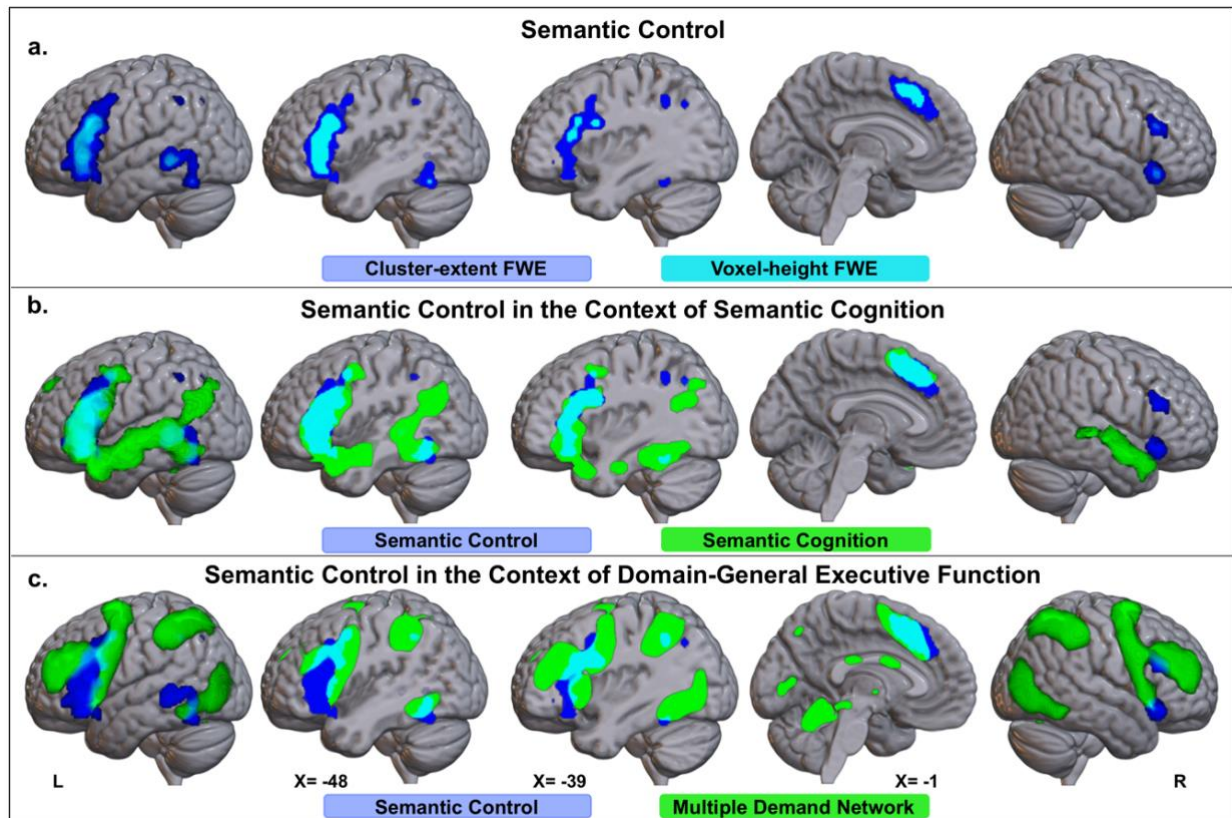 a.
Semantic Control
Cluster-extent FWE
Voxel-height FWE
b.
Semantic Control in the Context of Semantic Cognition
Semantic Control
Semantic Cognition
c.
Semantic Control in the Context of Domain-General Executive Function
L
X= -48
X= -39
X= -1
R
Semantic Control
Multiple Demand Network